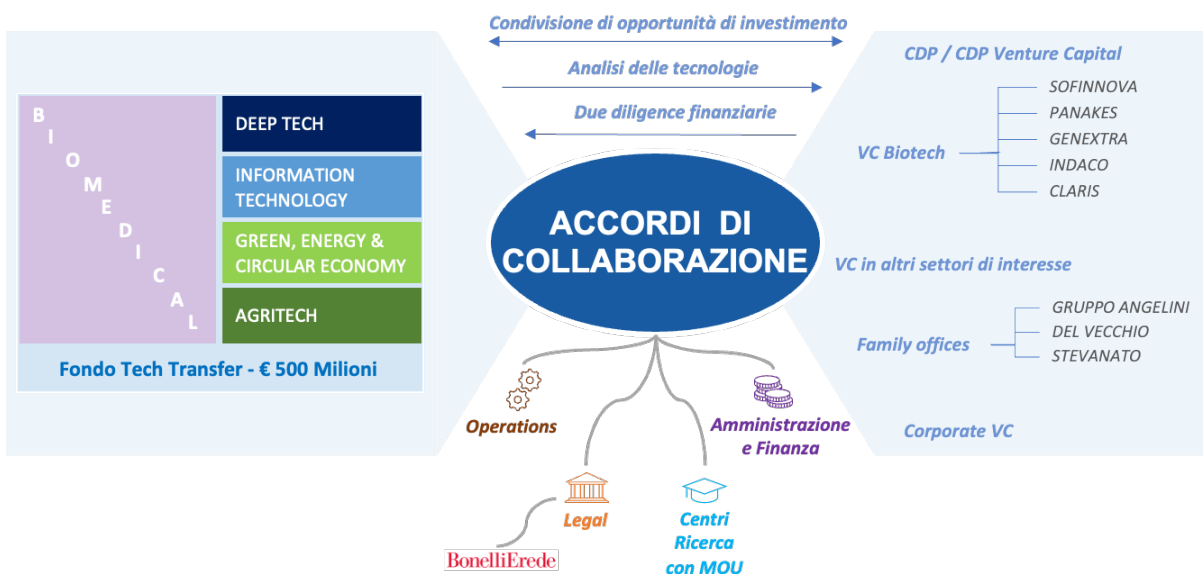 Condivisione di opportunità di investimento
Analisi delle tecnologie
Due diligence finanziarie
BIOMEDICAL
DEEP TECH
INFORMATION
TECHNOLOGY
GREEN, ENERGY &
CIRCULAR ECONOMY
AGRITECH
Fondo Tech Transfer - € 500 Milioni
ACCORDI DI
COLLABORAZIONE
CDP / CDP Venture Capital
VC Biotech
SOFINNOVA
PANAKES
GENEXTRA
INDACO
CLARIS
VC in altri settori di interesse
Family offices
GRUPPO ANGELINI
DEL VECCHIO
STEVANATO
Corporate VC
Operations
Amministrazione
e Finanza
Legal
Centri
Ricerca
con MOU
BonelliErede